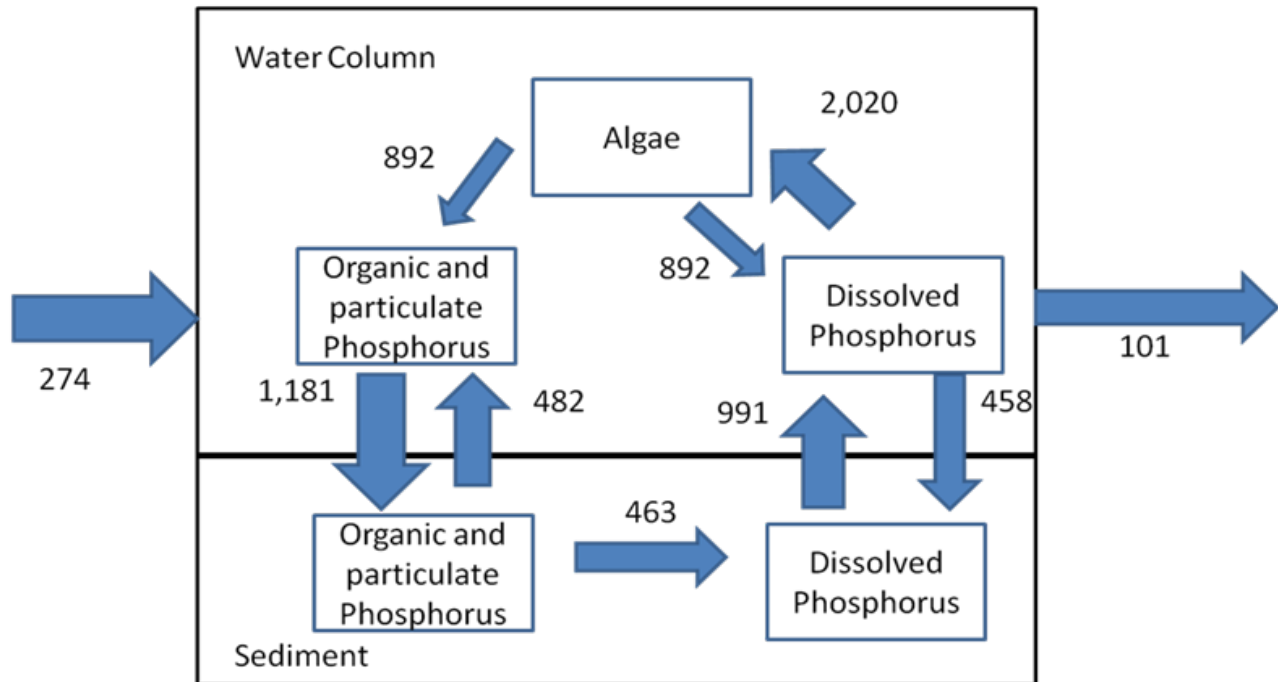 Water Column
Algae
2,020
892
892
Organic and
particulate
Phosphorus
Dissolved
Phosphorus
274
101
1,181
482
991
458
463
Organic and
particulate
Phosphorus
Dissolved
Phosphorus
Sediment